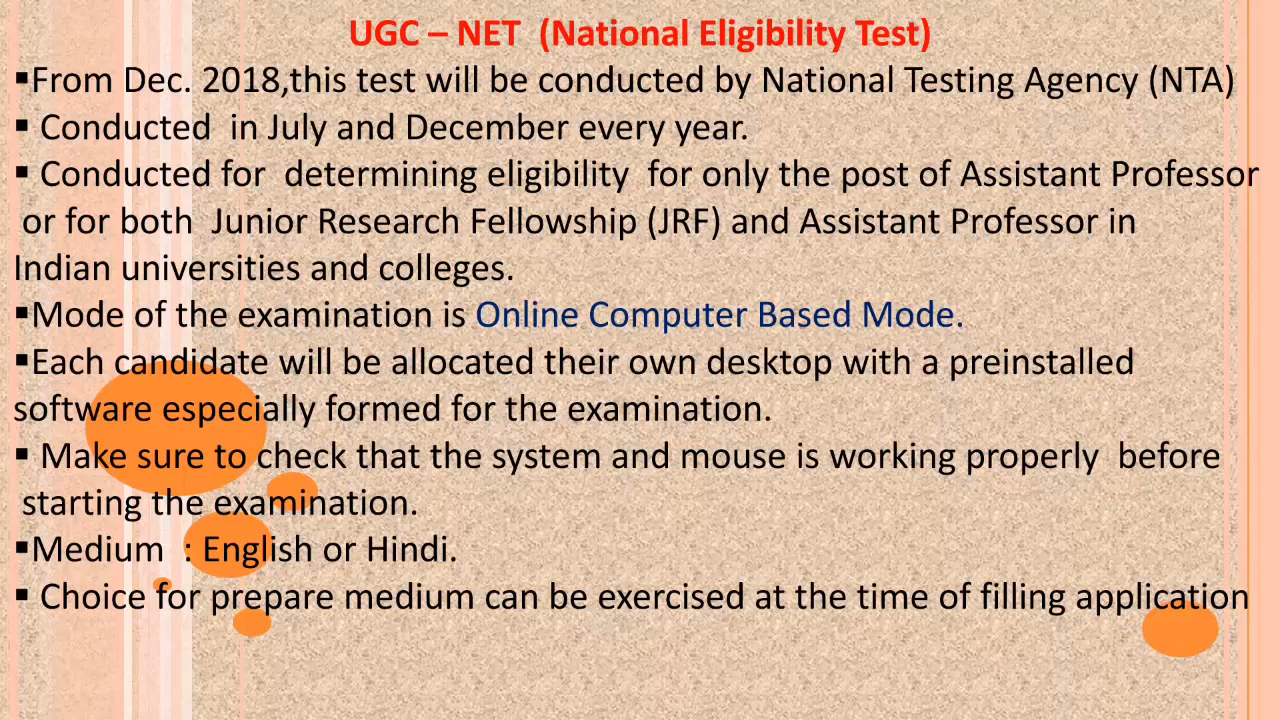 UGC – NET (National Eligibility Test)
▪From Dec. 2018,this test will be conducted by National Testing Agency (NTA)
▪ Conducted in July and December every year.
▪ Conducted for determining eligibility for only the post of Assistant Professor
or for both Junior Research Fellowship (JRF) and Assistant Professor in
Indian universities and colleges.
▪Mode of the examination is Online Computer Based Mode.
▪Each candidate will be allocated their own desktop with a preinstalled
software especially formed for the examination.
▪ Make sure to check that the system and mouse is working properly before
starting the examination.
▪Medium : English or Hindi.
▪ Choice for prepare medium can be exercised at the time of filling application